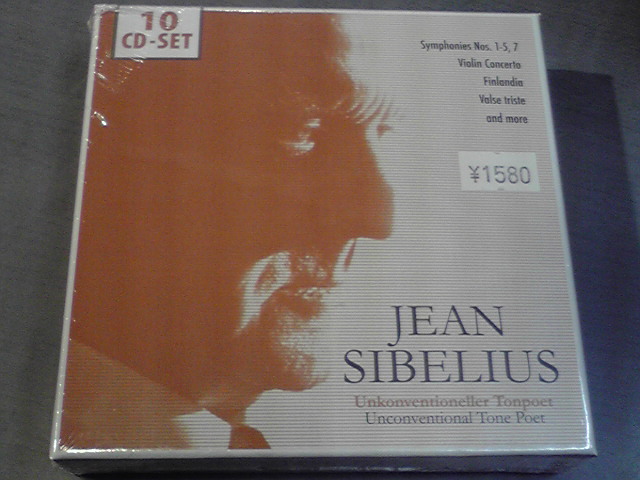 10
CD-SET
Symphonies Nos. 1-5, 7
Violin Concerto
Finlandia
Valse triste
and more
¥1580
JEAN
SIBELIUS
Unkonventioneller Tonpoet
Unconventional Tone Poet